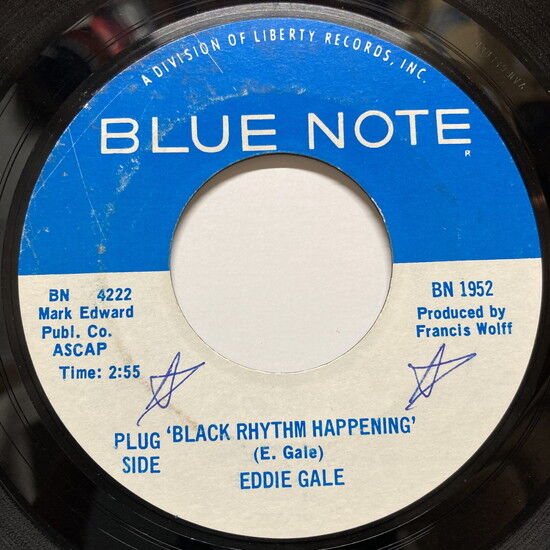 A DIVISION OF LIBERTY RECORDS, INC.
BLUE NOTE
R
BN 4222
Mark Edward
Publ. Co.
ASCAP
Time: 2:55
BN 1952
Produced by
Francis Wolff
PLUG SIDE
'BLACK RHYTHM HAPPENING'
(E. Gale)
EDDIE GALE